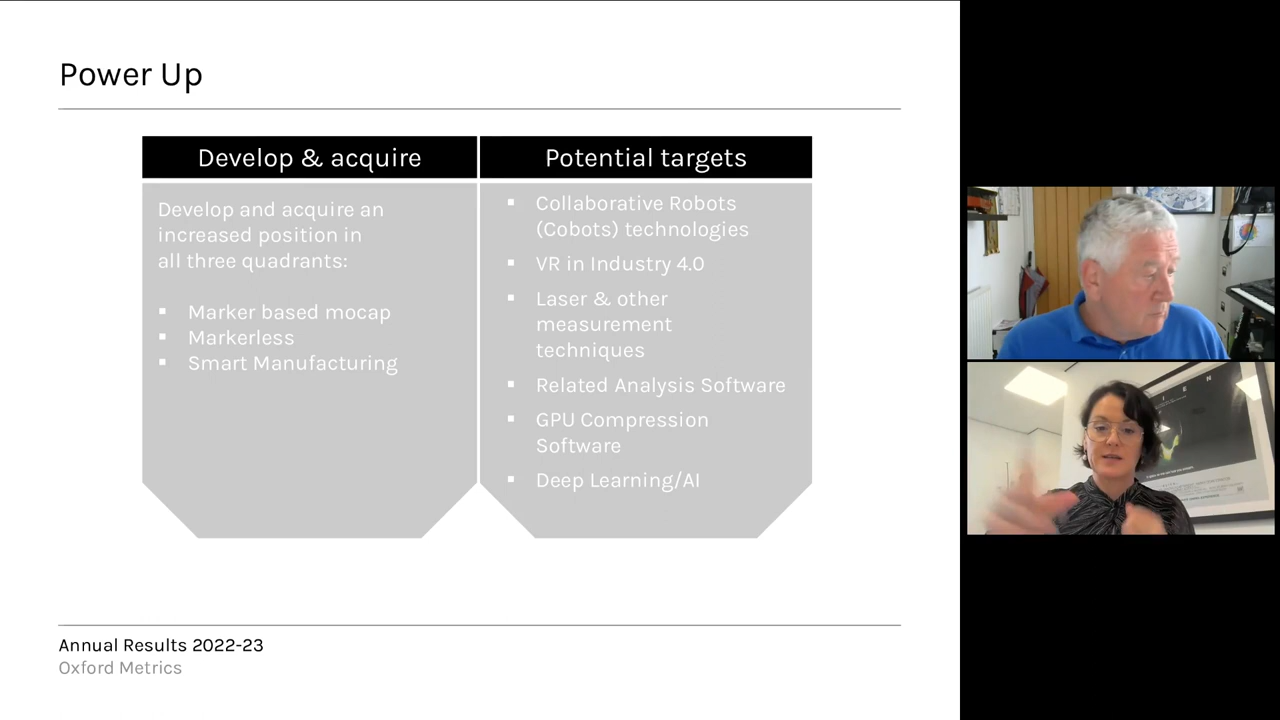 Power Up
Develop & acquire
Develop and acquire an
increased position in
all three quadrants:
▪ Marker based mocap
▪ Markerless
▪ Smart Manufacturing
Potential targets
▪ Collaborative Robots
(Cobots) technologies
▪ VR in Industry 4.0
▪ Laser & other
measurement
techniques
▪ Related Analysis Software
▪ GPU Compression
Software
▪ Deep Learning/AI
Annual Results 2022-23
Oxford Metrics
I E N